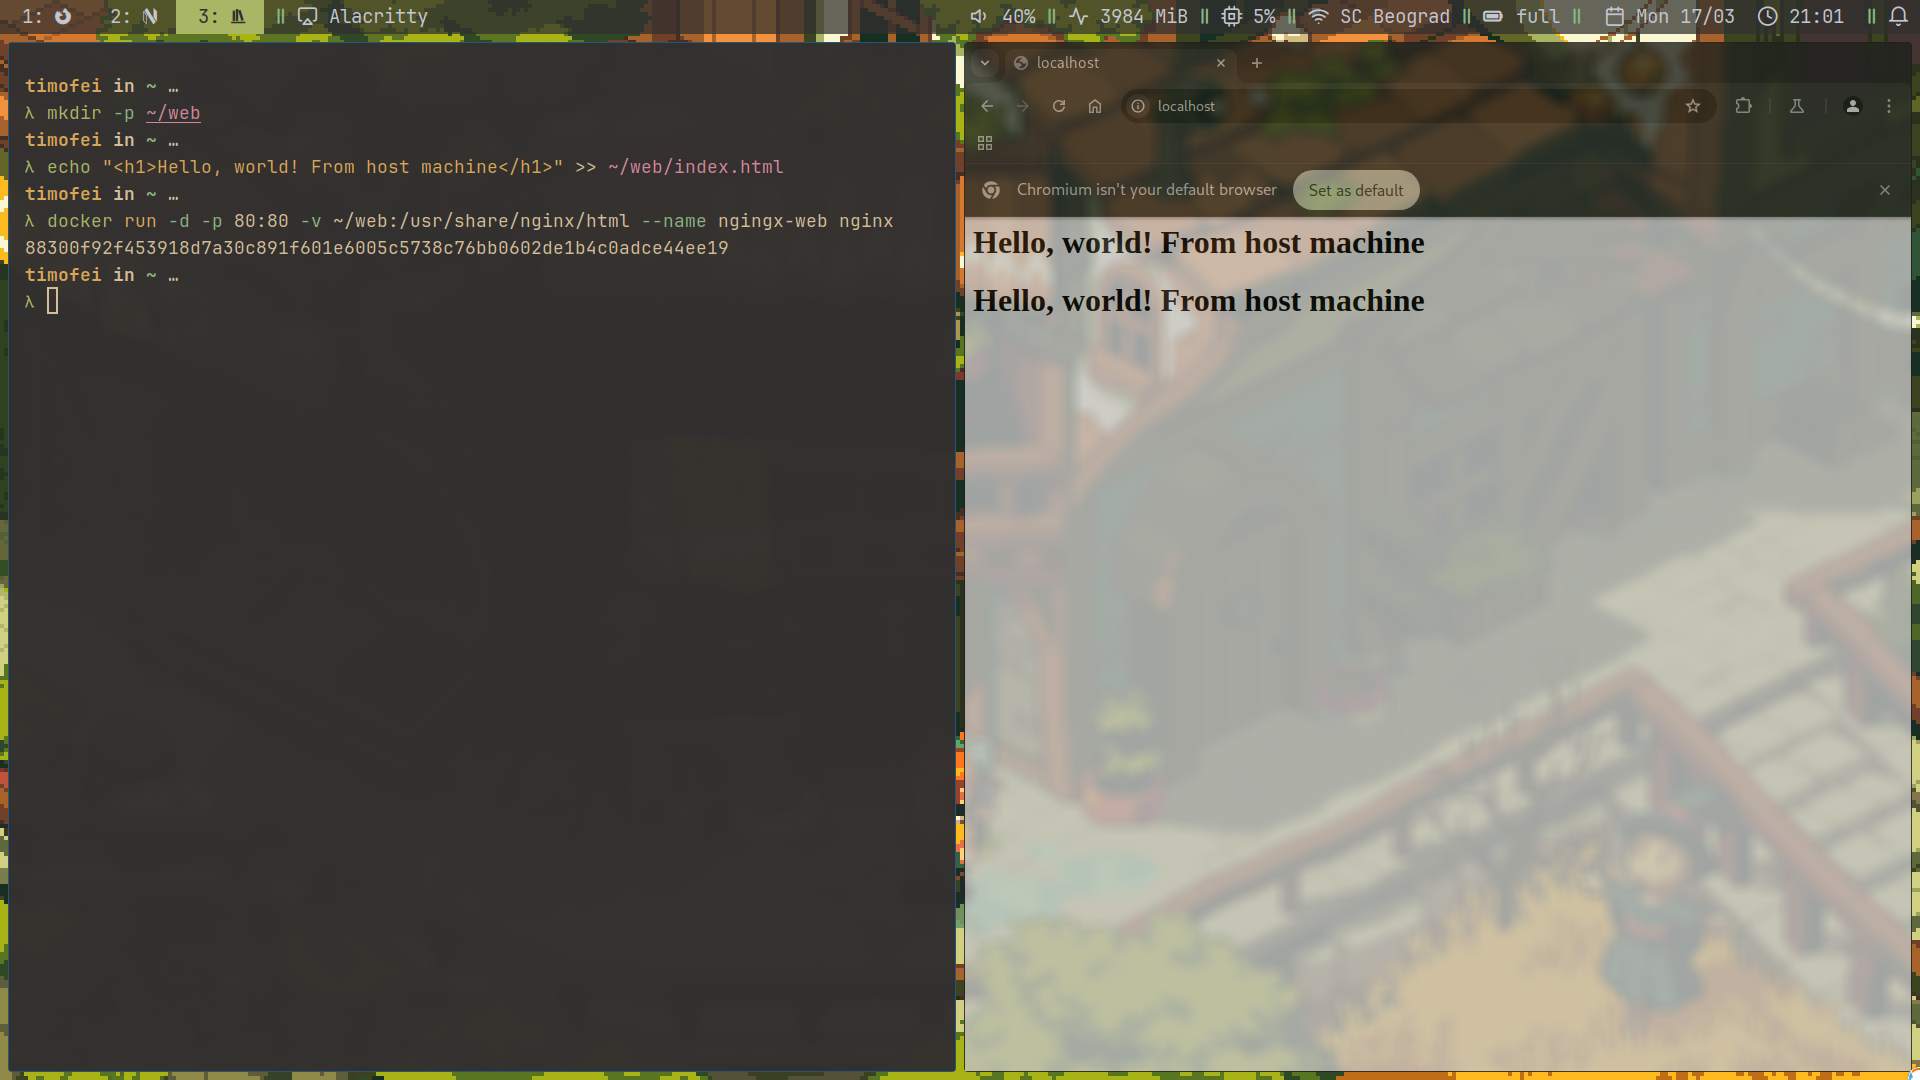 1: 2: 3: || Alacritty 40% || 3984 MiB || 5% || SC Beograd || full || Mon 17/03 21:01 ||
timofei in ~ …
λ mkdir -p ~/web
timofei in ~ …
λ echo "<h1>Hello, world! From host machine</h1>" >> ~/web/index.html
timofei in ~ …
λ docker run -d -p 80:80 -v ~/web:/usr/share/nginx/html --name ngingx-web nginx
88300f92f453918d7a30c891f601e6005c5738c76bb0602de1b4c0adce44ee19
timofei in ~ …
λ
localhost
localhost
Chromium isn't your default browser Set as default
Hello, world! From host machine
Hello, world! From host machine